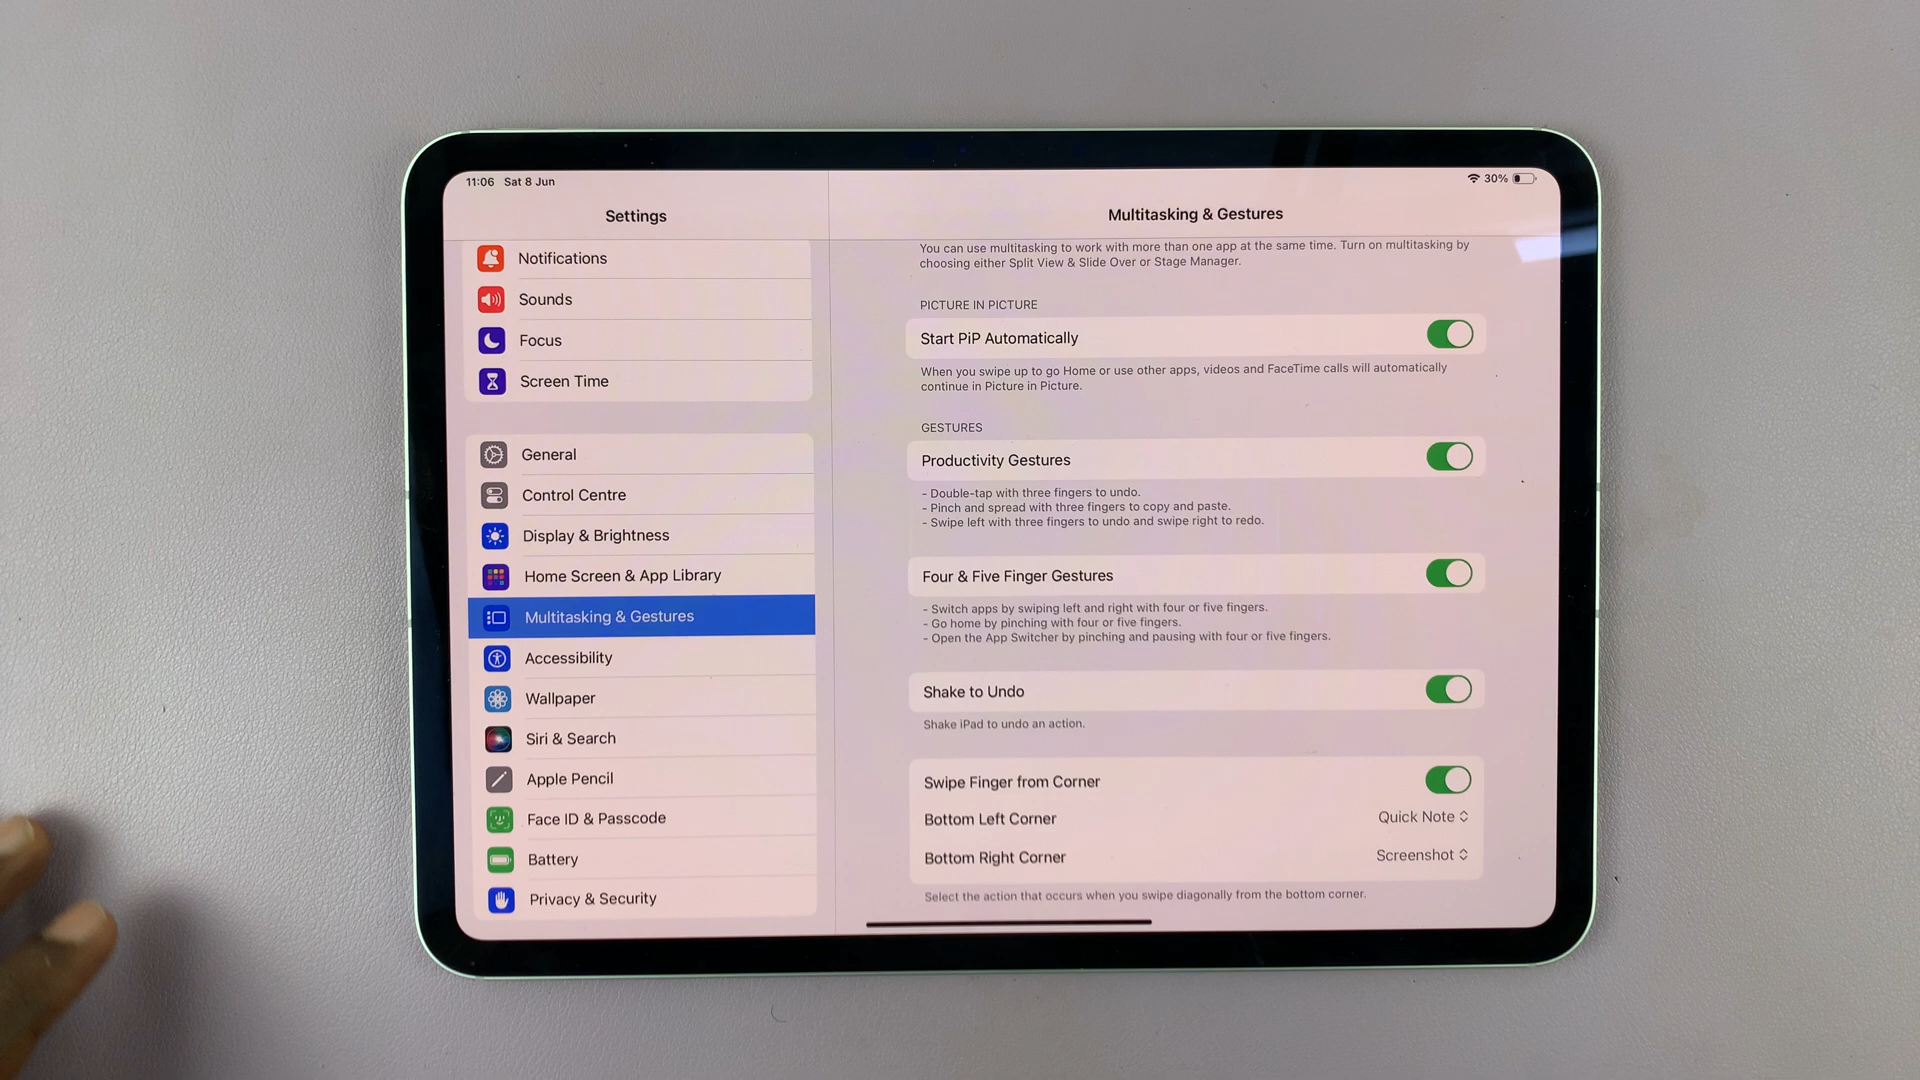 11:06 Sat 8 Jun
30%
Settings
Notifications
Sounds
Focus
Screen Time
General
Control Centre
Display & Brightness
Home Screen & App Library
Multitasking & Gestures
Accessibility
Wallpaper
Siri & Search
Apple Pencil
Face ID & Passcode
Battery
Privacy & Security
Multitasking & Gestures
You can use multitasking to work with more than one app at the same time. Turn on multitasking by
choosing either Split View & Slide Over or Stage Manager.
PICTURE IN PICTURE
Start PiP Automatically
When you swipe up to go Home or use other apps, videos and FaceTime calls will automatically
continue in Picture in Picture.
GESTURES
Productivity Gestures
- Double-tap with three fingers to undo.
- Pinch and spread with three fingers to copy and paste.
- Swipe left with three fingers to undo and swipe right to redo.
Four & Five Finger Gestures
- Switch apps by swiping left and right with four or five fingers.
- Go home by pinching with four or five fingers.
- Open the App Switcher by pinching and pausing with four or five fingers.
Shake to Undo
Shake iPad to undo an action.
Swipe Finger from Corner
Bottom Left Corner Quick Note
Bottom Right Corner Screenshot
Select the action that occurs when you swipe diagonally from the bottom corner.